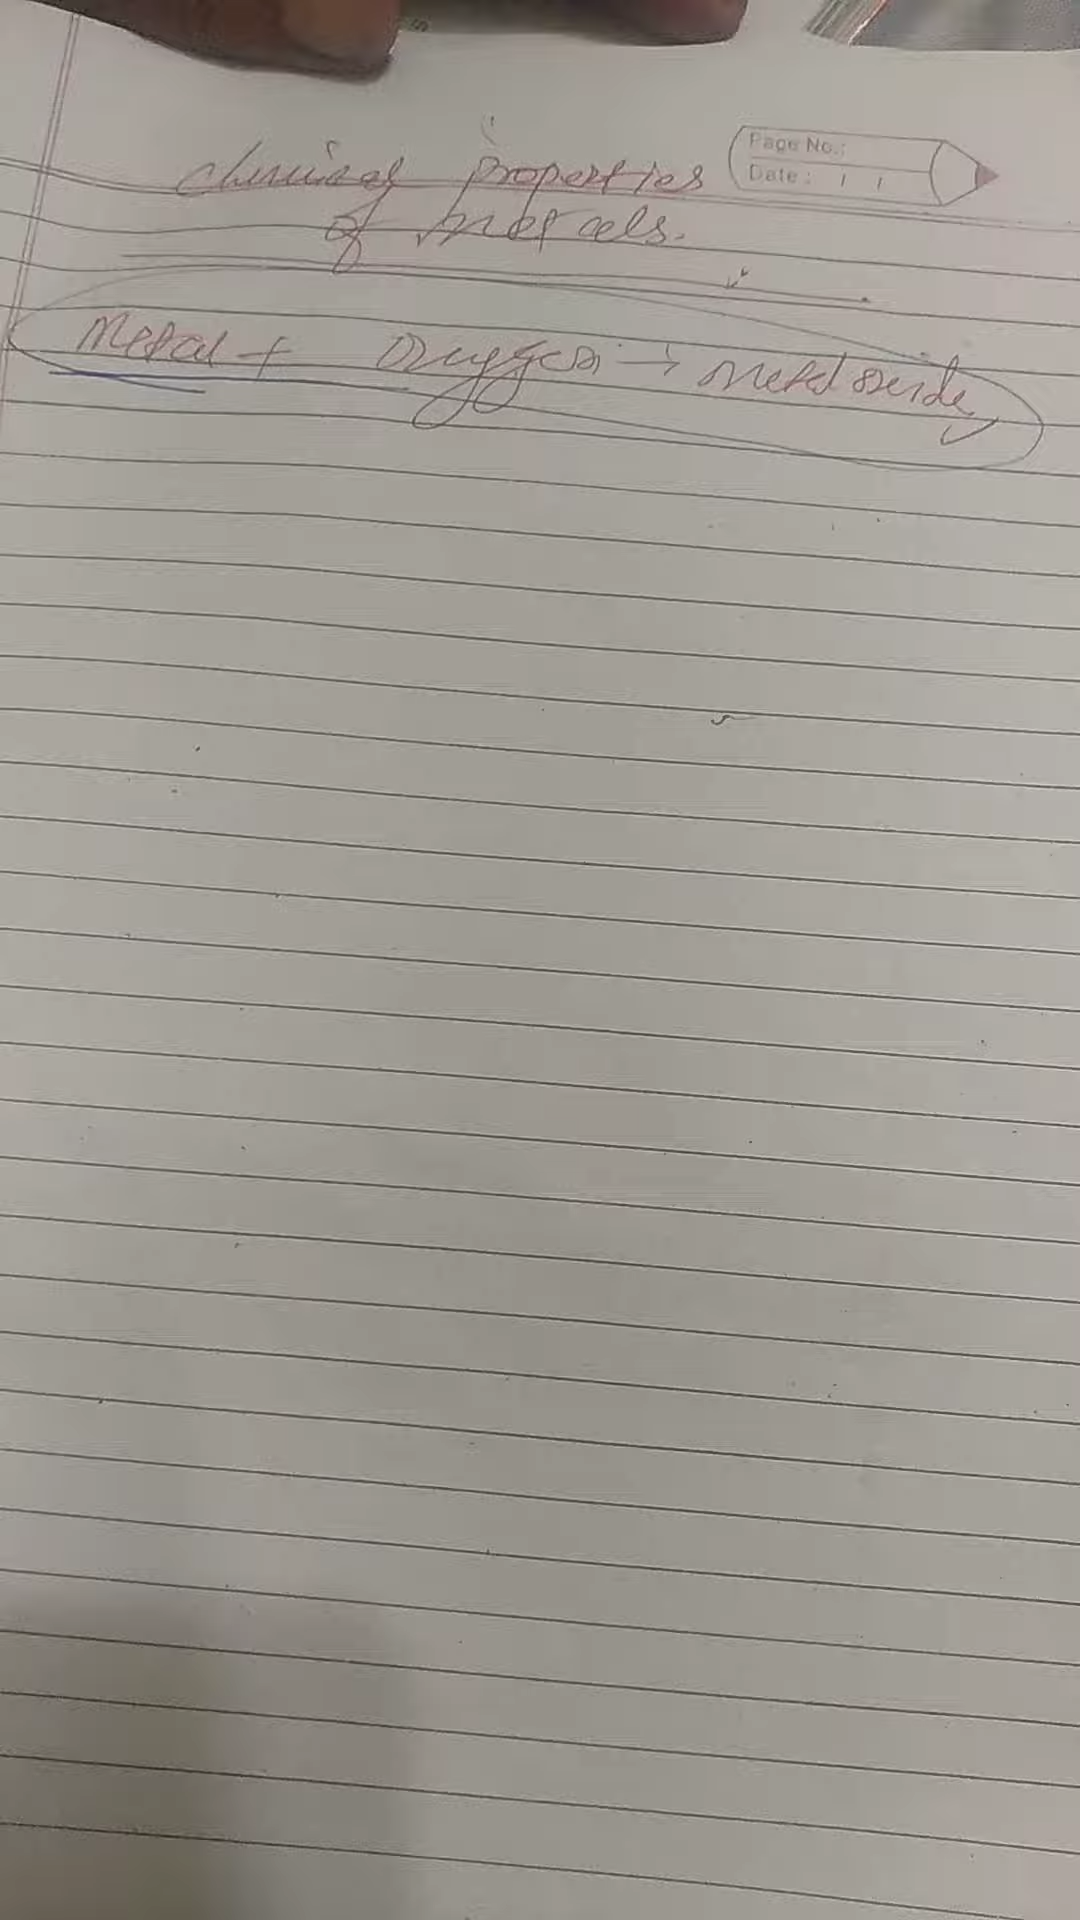 Page No.:
Date :
chemical properties
of metals.
Metal + Oxygen → Metal oxide